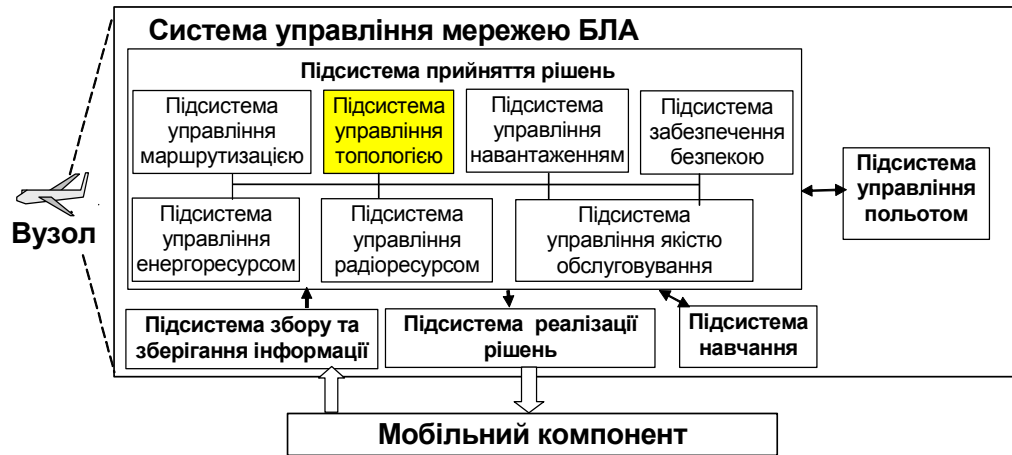 Система управління мережею БЛА
Підсистема прийняття рішень
Підсистема
управління
маршрутизацією
Підсистема
управління
топологією
Підсистема
управління
навантаженням
Підсистема
забезпечення
безпекою
Підсистема
управління
енергоресурсом
Підсистема
управління
радіоресурсом
Підсистема
управління якістю
обслуговування
Підсистема
управління
польотом
Вузол
Підсистема збору та
зберігання інформації
Підсистема реалізації
рішень
Підсистема
навчання
Мобільний компонент